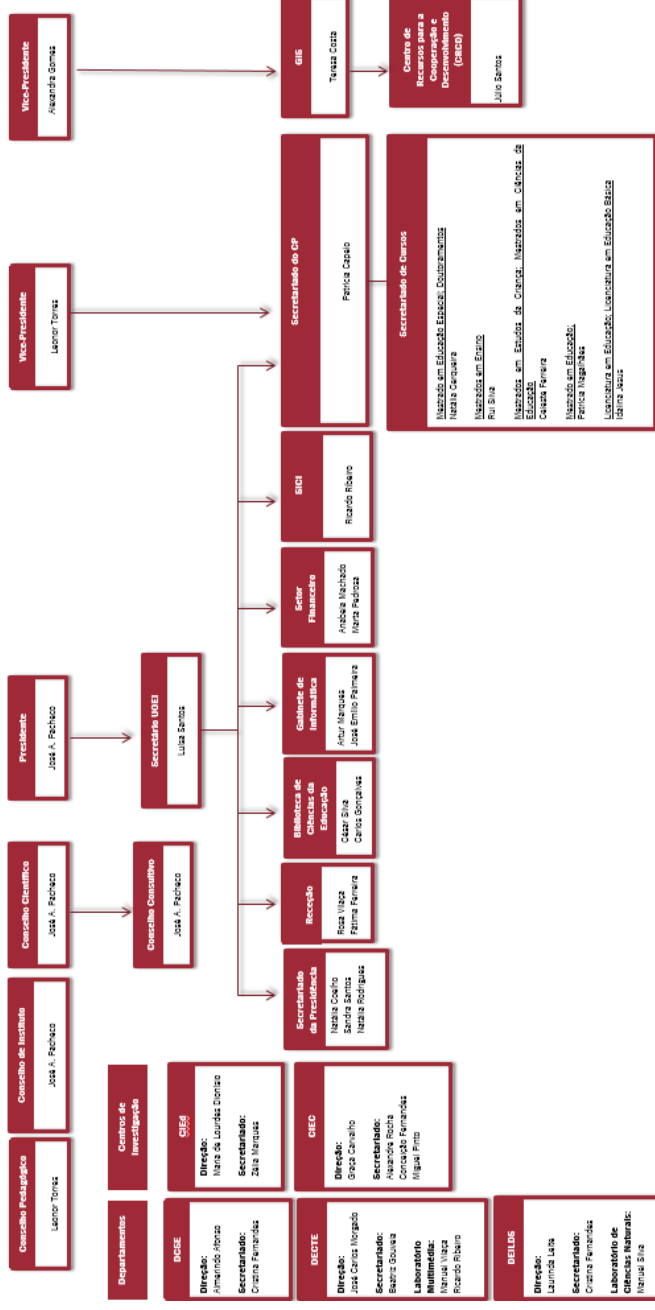 Conselho Pedagógico
Leonor Torres
Conselho de Instituto
José A. Pacheco
Conselho Científico
José A. Pacheco
Presidente
José A. Pacheco
Vice-Presidente
Leonor Torres
Vice-Presidente
Alexandra Gomes
Conselho Consultivo
José A. Pacheco
Secretário UOEI
Luísa Santos
Departamentos
Centros de
Investigação
DCSE
Direção:
Almerindo Afonso
Secretariado:
Cristina Fernandes
DECTE
Direção:
José Carlos Morgado
Secretariado:
Beatriz Gouveia
Laboratório
Multimédia:
Manuel Vilaça
Ricardo Ribeiro
DEILDS
Direção:
Laurinda Leite
Secretariado:
Cristina Fernandes
Laboratório de
Ciências Naturais:
Manuel Silva
CIEd
Direção:
Maria de Lourdes Dionísio
Secretariado:
Zélia Marques
CIEC
Direção:
Graça Carvalho
Secretariado:
Alexandre Rocha
Conceição Fernandes
Miguel Pinto
Secretariado
da Presidência
Natália Coelho
Sandra Santos
Natália Rodrigues
Receção
Rosa Vilaça
Fátima Ferreira
Biblioteca de
Ciências da
Educação
César Silva
Carlos Gonçalves
Gabinete de
Informática
Artur Marques
José Emílio Palmeira
Setor
Financeiro
Anabela Machado
Marta Pedrosa
SICI
Ricardo Ribeiro
Secretariado do CP
Patrícia Capelo
GIS
Teresa Costa
Secretariado de Cursos
Mestrado em Educação Especial; Doutoramentos
Natália Cerqueira
Mestrados em Ensino
Rui Silva
Mestrados em Estudos da Criança; Mestrados em Ciências da
Educação
Celeste Ferreira
Mestrado em Educação;
Patrícia Magalhães
Licenciatura em Educação; Licenciatura em Educação Básica
Idalina Jesus
Centro de
Recursos para a
Cooperação e
Desenvolvimento
(CRCD)
Júlio Santos